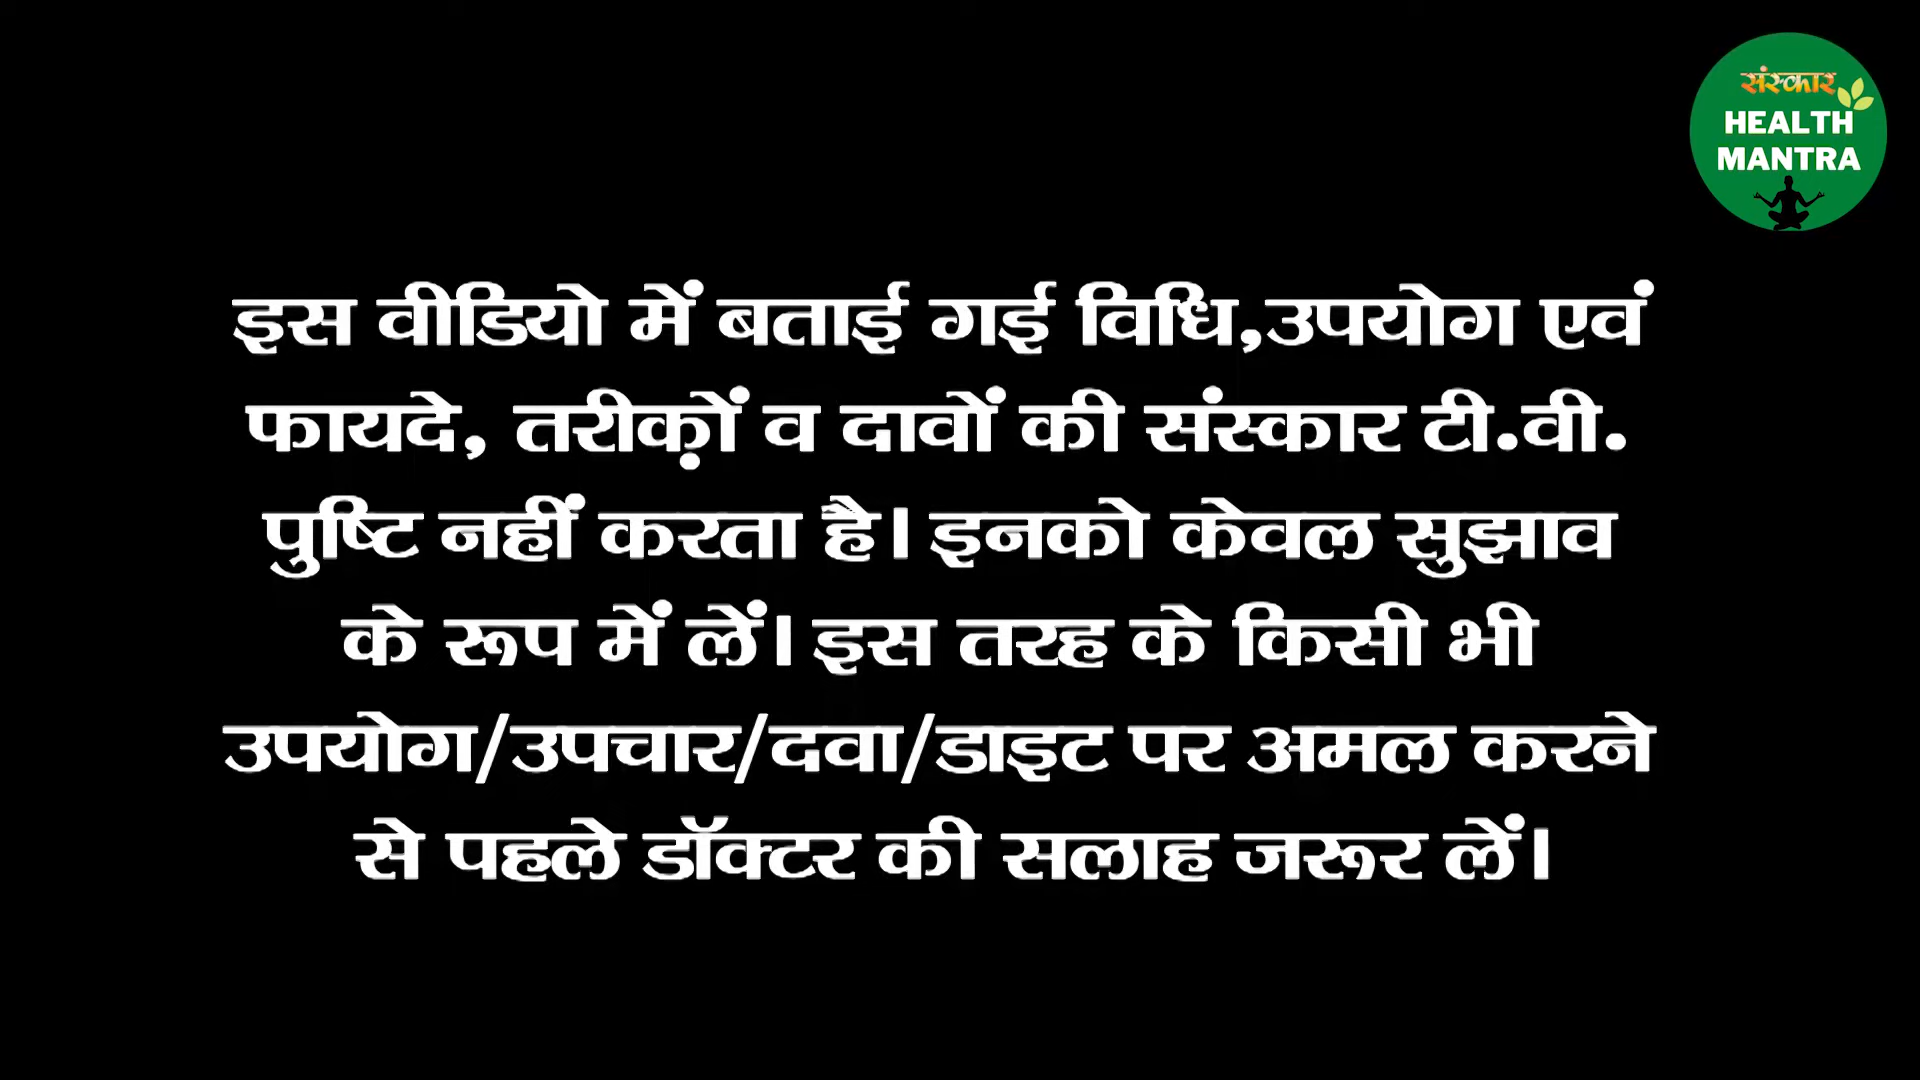 संस्कार
HEALTH
MANTRA
इस वीडियो में बताई गई विधि,उपयोग एवं
फायदे, तरीक़ों व दावों की संस्कार टी.वी.
पुष्टि नहीं करता है। इनको केवल सुझाव
के रूप में लें। इस तरह के किसी भी
उपयोग/उपचार/दवा/डाइट पर अमल करने
से पहले डॉक्टर की सलाह जरूर लें।